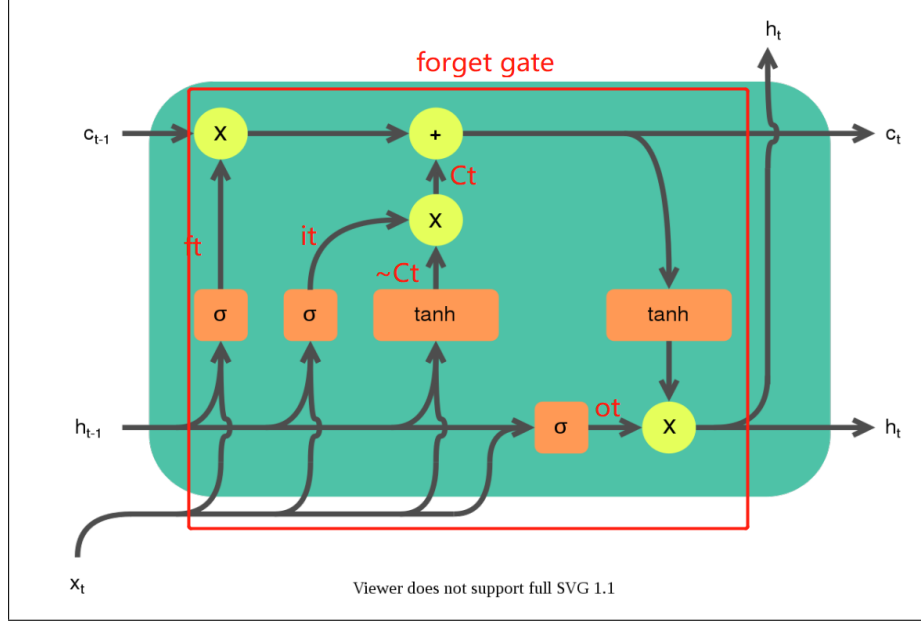 h_t
forget gate
c_{t-1}
X
+
c_t
Ct
X
ft
it
~Ct
σ
σ
tanh
tanh
h_{t-1}
σ
ot
X
h_t
x_t
Viewer does not support full SVG 1.1